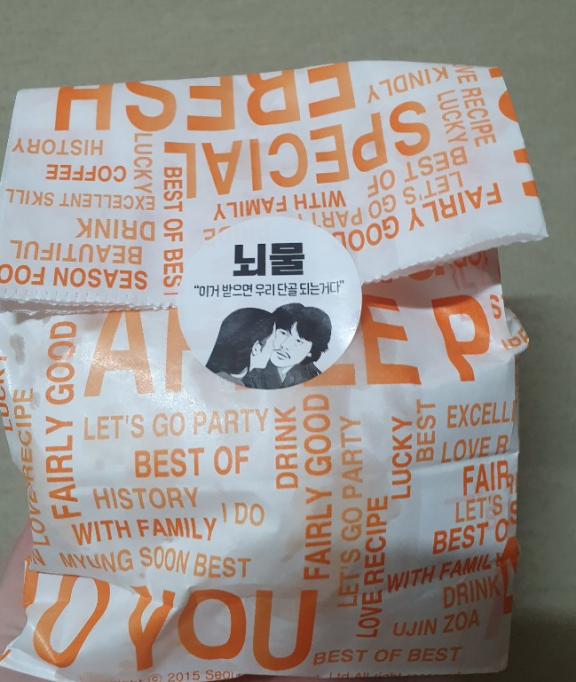 FRESH
KINDLY
LOVE RECIPE
LUCKY
SPECIAL
HISTORY
COFFEE
LUCKY
EXCELLENT SKILL
BEST OF BES
WITH FAMILY
BEST OF
LET'S GO PARTY
FAIRLY GOOD
DRINK
BEAUTIFUL
SEASON FOO
뇌물
"이거 받으면 우리 단골 되는거다"
FAIRLY GOOD
LOVE RECIPE
LET'S GO PARTY
BEST OF
HISTORY
WITH FAMILY
I DO
MYUNG SOON BEST
DRINK
FAIRLY GOOD
LET'S GO PARTY
LOVE RECIPE
LUCKY
BEST
EXCELL
LOVE R
FAIR
LET'S
BEST O
WITH FAMILY
DRINK
UJIN ZOA
YOU
BEST OF BEST
© 2015